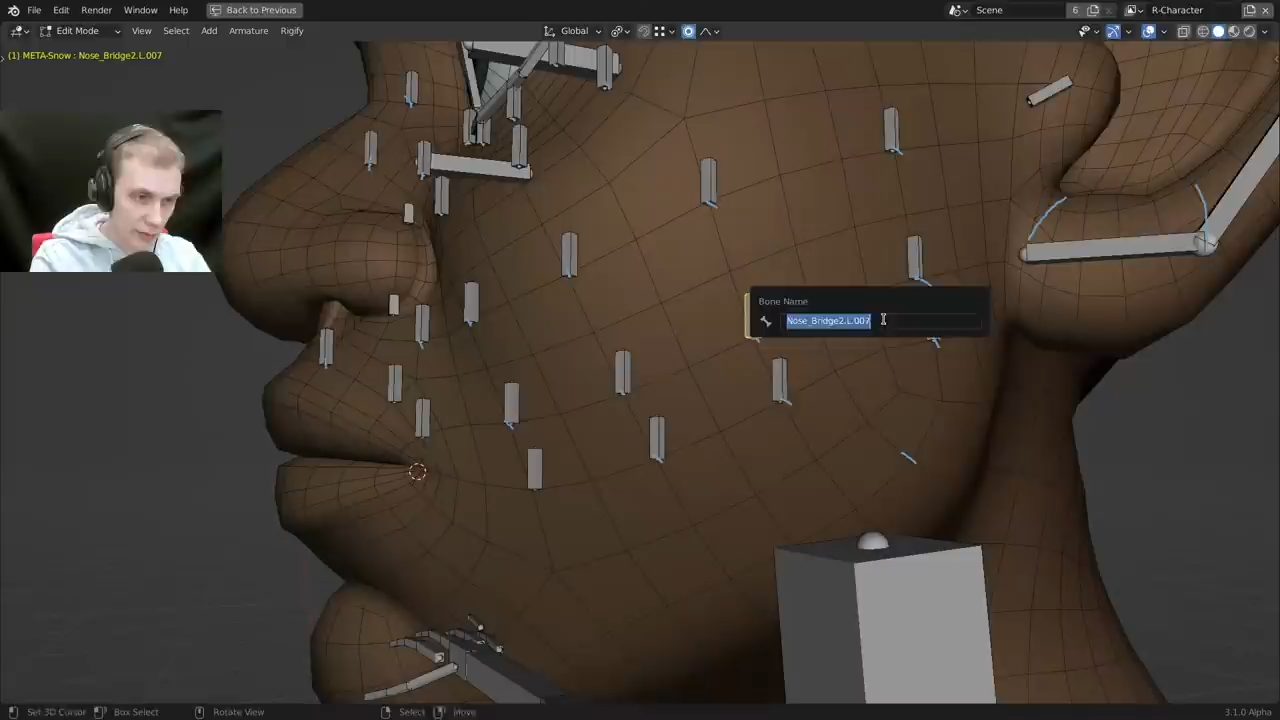 File Edit Render Window Help Back to Previous Scene 6 R-Character
Edit Mode View Select Add Armature Rigify Global
(1) META-Snow : Nose_Bridge2.L.007
Bone Name
Nose_Bridge2.L.007
Set 3D Cursor Box Select Rotate View Select Move 3.1.0 Alpha